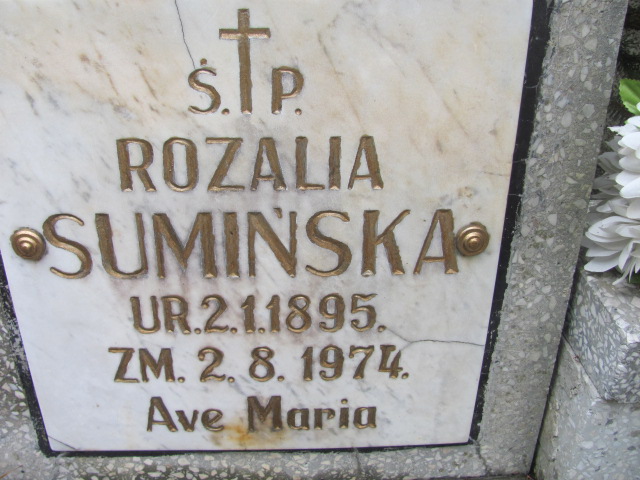 Ś. P.
ROZALIA
SUMIŃSKA
UR. 2.1.1895.
ZM. 2. 8. 1974.
Ave Maria